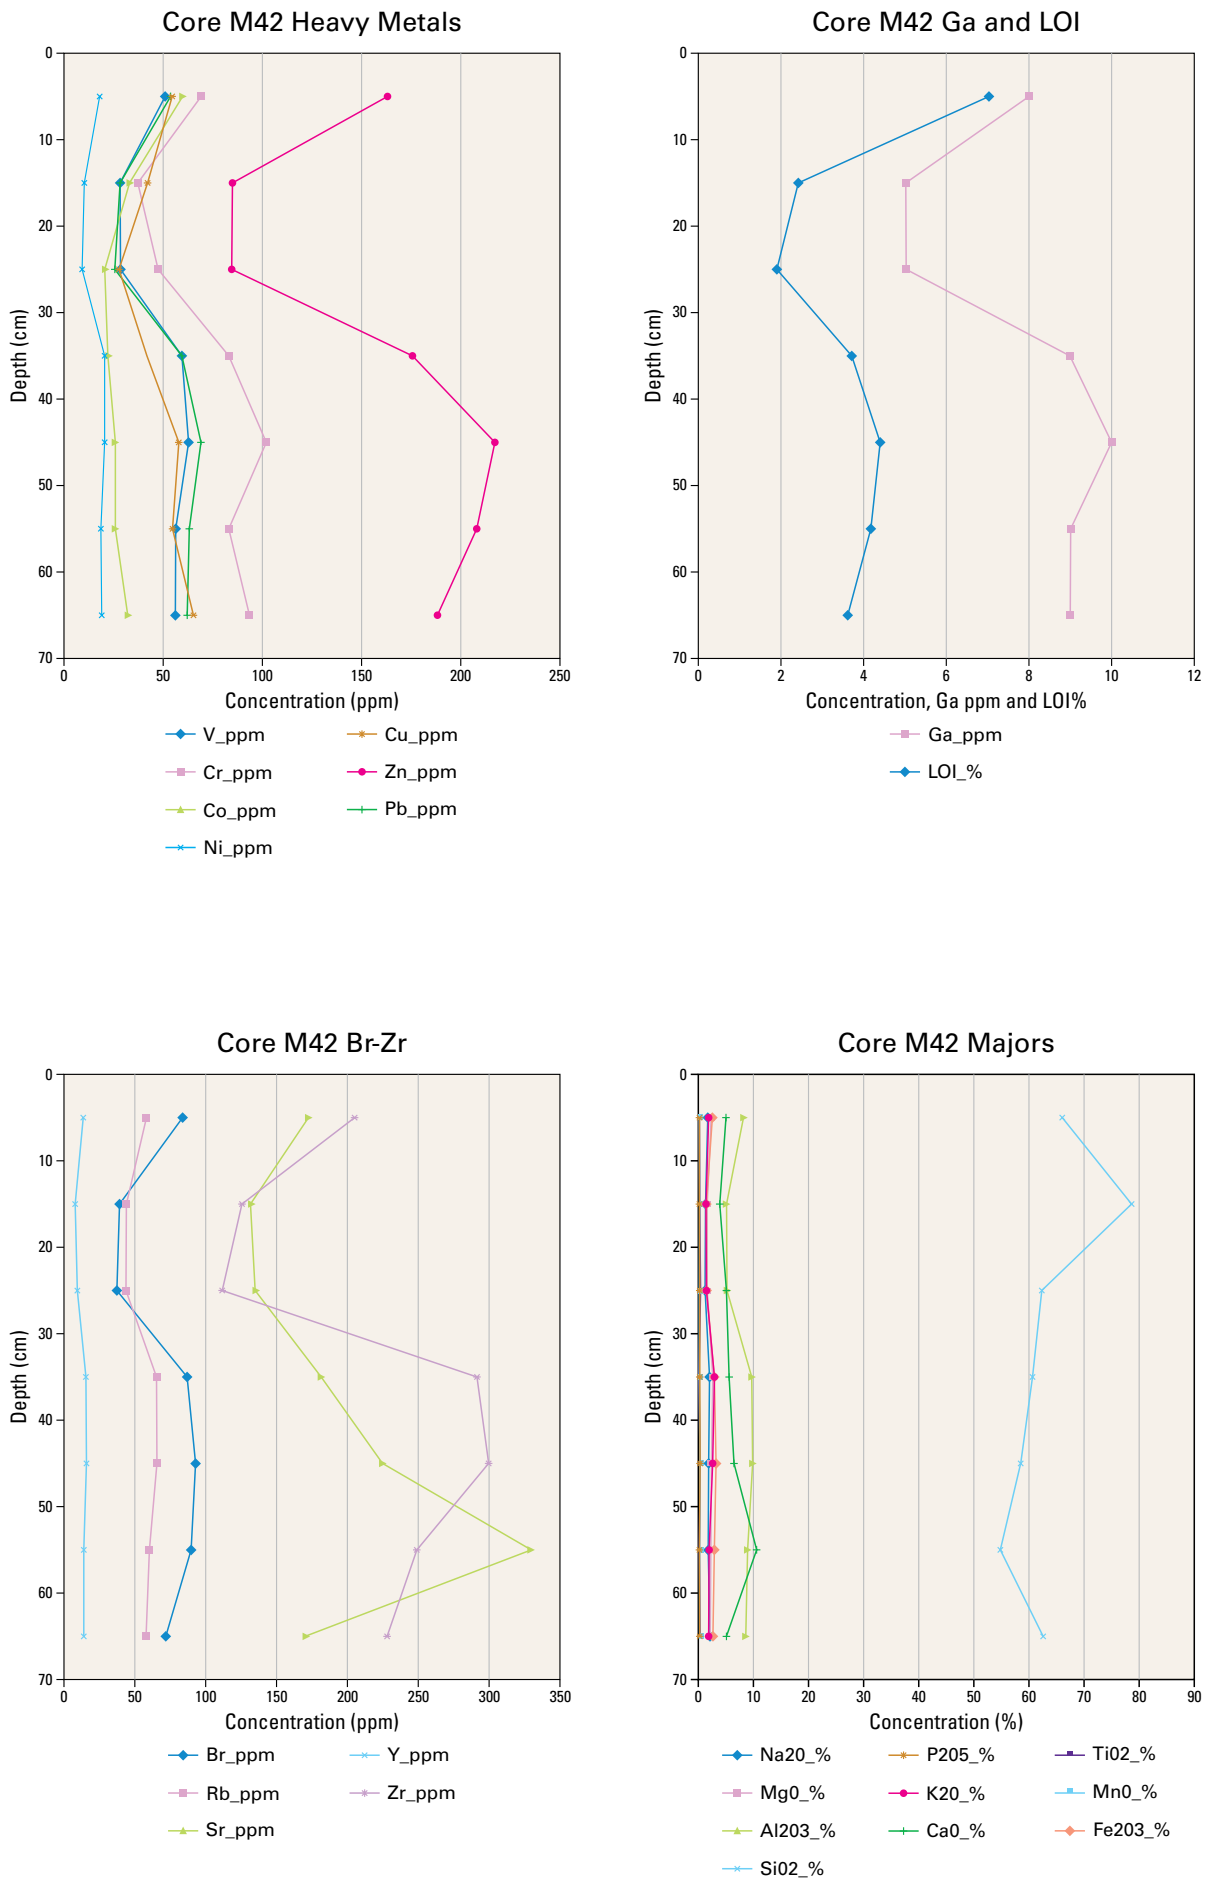 Core M42 Heavy Metals
0
10
20
30
40
50
60
70
Depth (cm)
0 50 100 150 200 250
Concentration (ppm)
V_ppm
Cr_ppm
Co_ppm
Ni_ppm
Cu_ppm
Zn_ppm
Pb_ppm
Core M42 Ga and LOI
0
10
20
30
40
50
60
70
Depth (cm)
0 2 4 6 8 10 12
Concentration, Ga ppm and LOI%
Ga_ppm
LOI_%
Core M42 Br-Zr
0
10
20
30
40
50
60
70
Depth (cm)
0 50 100 150 200 250 300 350
Concentration (ppm)
Br_ppm
Rb_ppm
Sr_ppm
Y_ppm
Zr_ppm
Core M42 Majors
0
10
20
30
40
50
60
70
Depth (cm)
0 10 20 30 40 50 60 70 80 90
Concentration (%)
Na20_%
Mg0_%
Al203_%
Si02_%
P205_%
K20_%
Ca0_%
Ti02_%
Mn0_%
Fe203_%